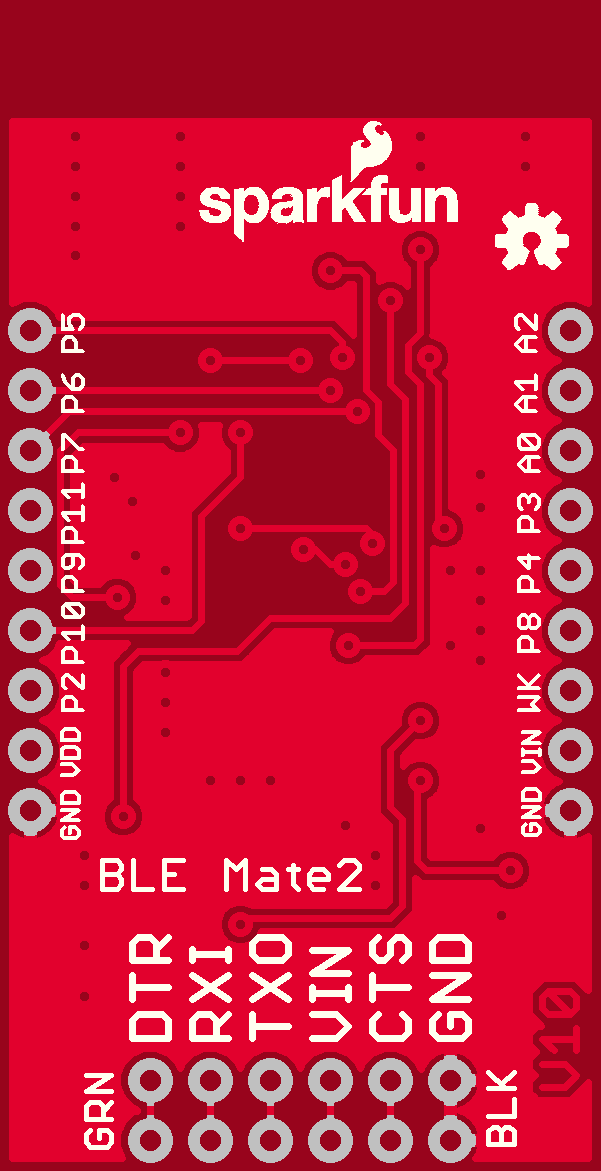 sparkfun
P5
P6
P7
P11
P9
P10
P2
VDD
GND
A2
A1
A0
P3
P4
P8
WK
VIN
GND
BLE Mate2
DTR
RXI
TXO
VIN
CTS
GND
V10
GRN
BLK